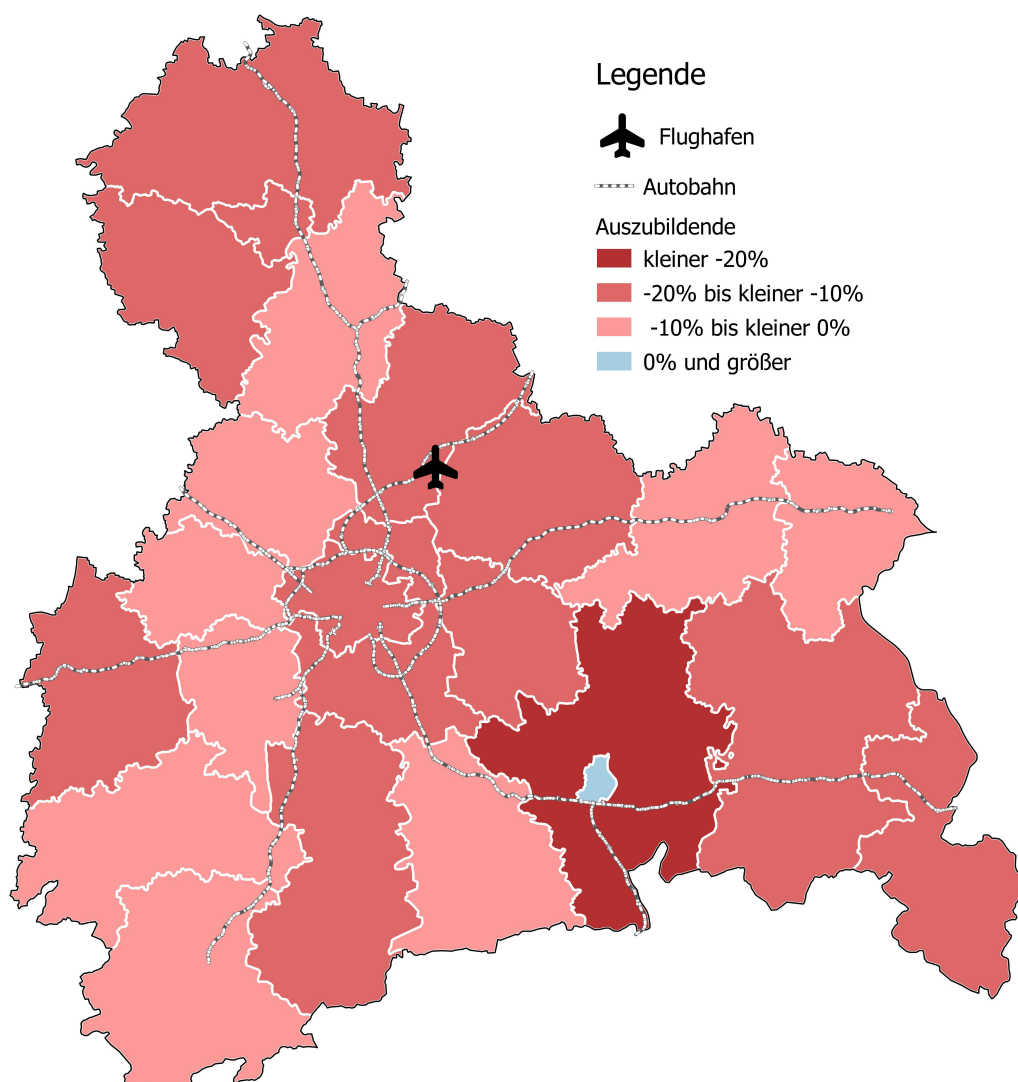 Legende
Flughafen
Autobahn
Auszubildende
kleiner -20%
-20% bis kleiner -10%
-10% bis kleiner 0%
0% und größer